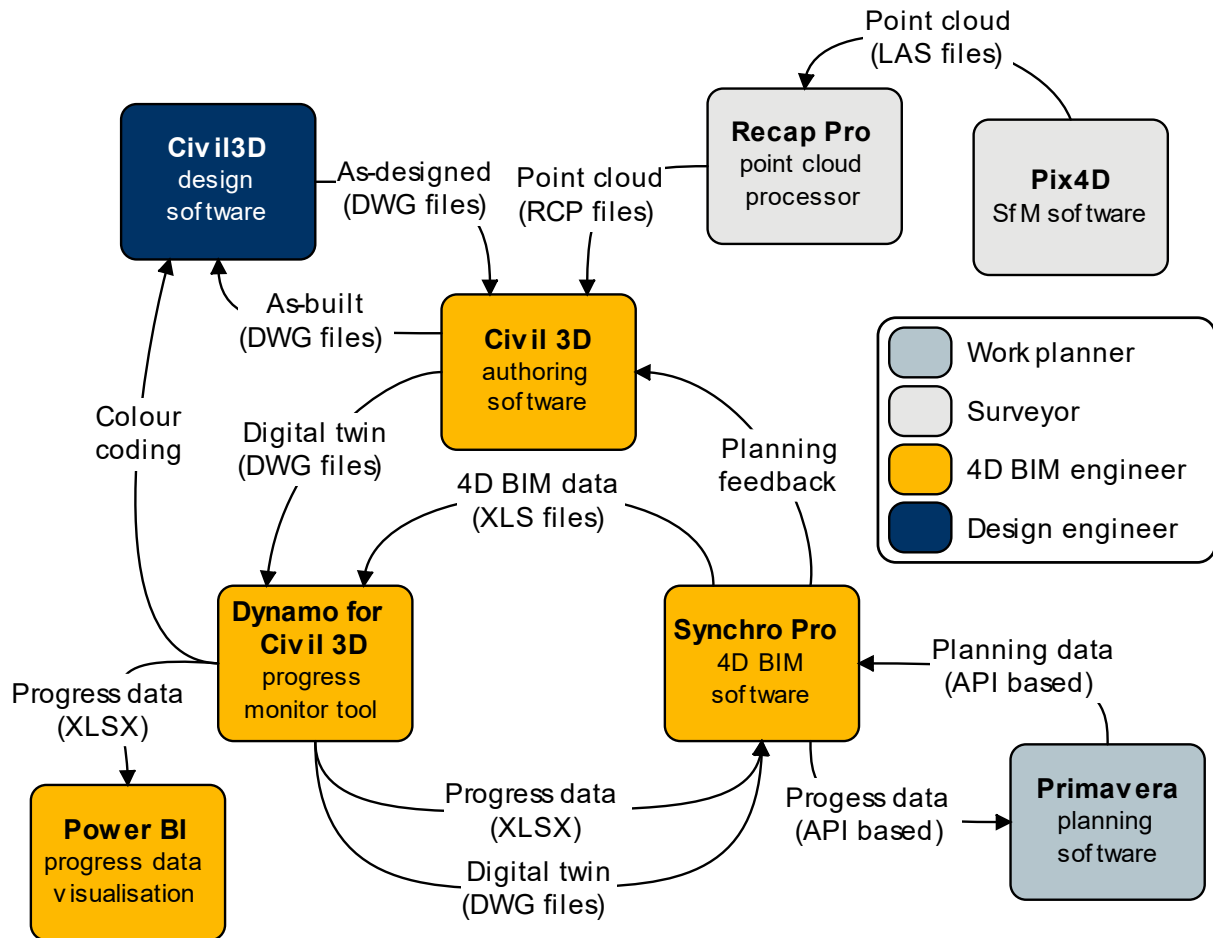 Point cloud
(LAS files)
Civil3D
design
software
As-designed
(DWG files)
Point cloud
(RCP files)
Recap Pro
point cloud
processor
Pix4D
SfM software
As-built
(DWG files)
Civil 3D
authoring
software
Work planner
Surveyor
4D BIM engineer
Design engineer
Colour
coding
Digital twin
(DWG files)
4D BIM data
(XLS files)
Planning
feedback
Dynamo for
Civil 3D
progress
monitor tool
Synchro Pro
4D BIM
software
Planning data
(API based)
Progress data
(XLSX)
Power BI
progress data
visualisation
Progress data
(XLSX)
Digital twin
(DWG files)
Progess data
(API based)
Primavera
planning
software